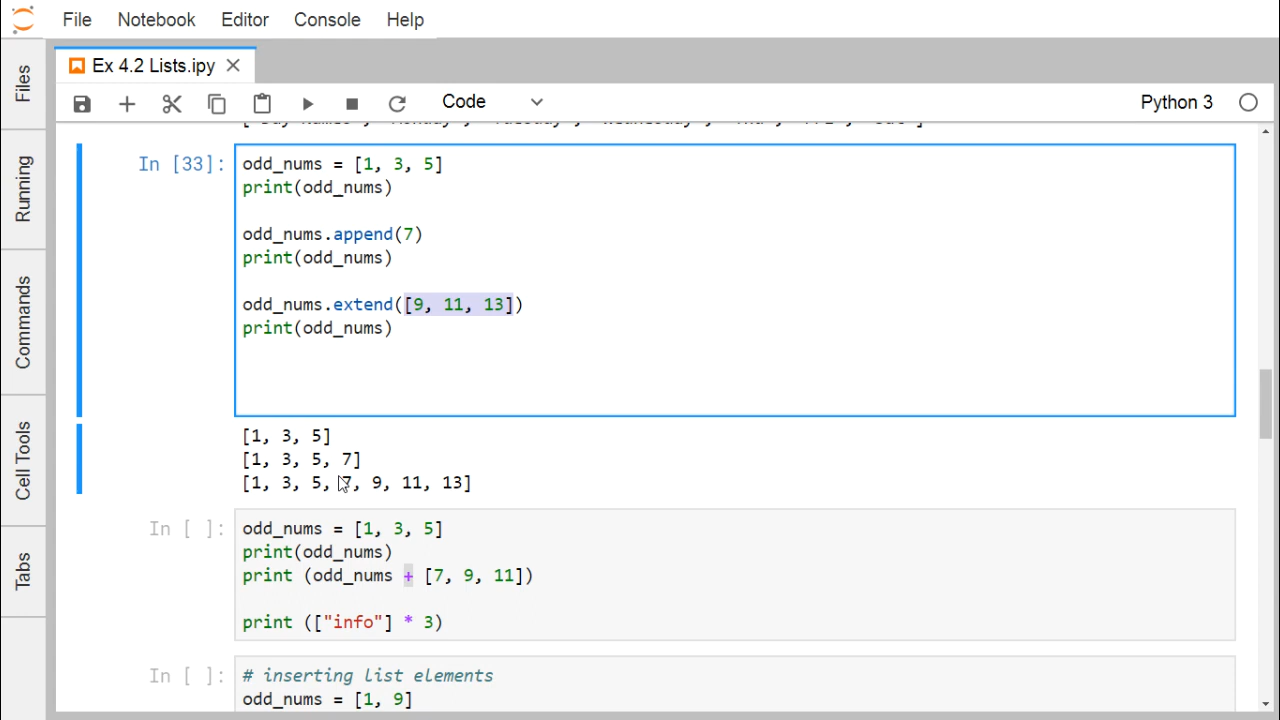 File Notebook Editor Console Help
Ex 4.2 Lists.ipy
Code
Python 3
Files
Running
Commands
Cell Tools
Tabs
In [33]:
odd_nums = [1, 3, 5]
print(odd_nums)
odd_nums.append(7)
print(odd_nums)
odd_nums.extend([9, 11, 13])
print(odd_nums)
[1, 3, 5]
[1, 3, 5, 7]
[1, 3, 5, 7, 9, 11, 13]
In [ ]:
odd_nums = [1, 3, 5]
print(odd_nums)
print (odd_nums + [7, 9, 11])
print (["info"] * 3)
In [ ]:
# inserting list elements
odd_nums = [1, 9]